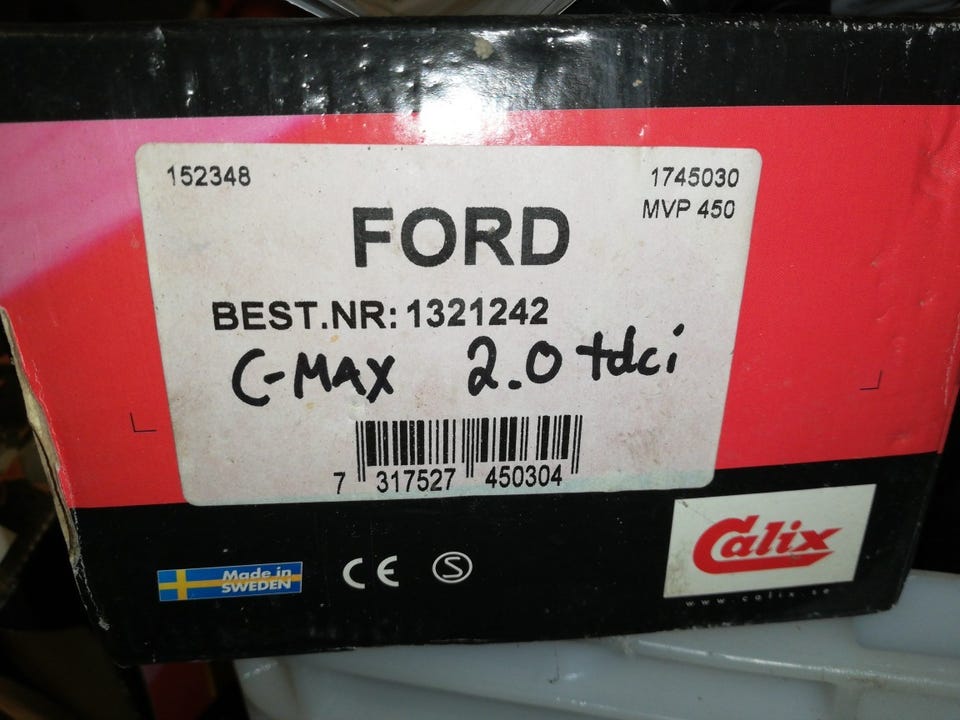 152348
1745030
MVP 450
FORD
BEST.NR: 1321242
C-MAX 2.0 tdci
7 317527 450304
Made in
SWEDEN
CE S
Calix
www.calix.se